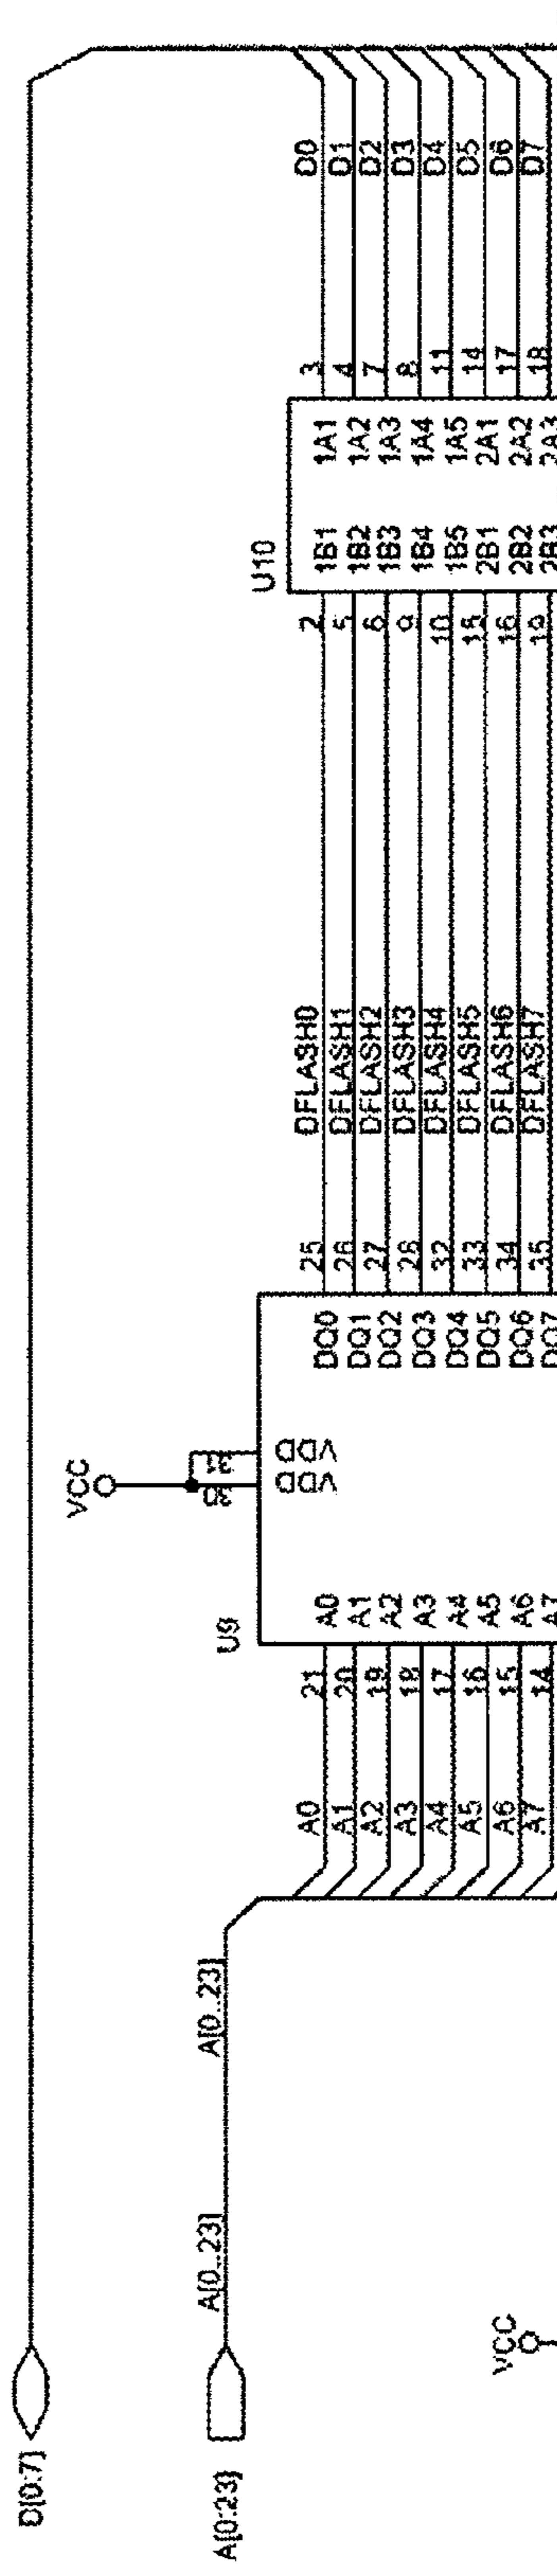 D[0:7]
A[0:23]
A[0..23]
A[0..23]
VCC
VCC
U9
30
31
VDD
VDD
A0 21 A0
A1 20 A1
A2 19 A2
A3 18 A3
A4 17 A4
A5 16 A5
A6 15 A6
A7 14 A7
DQ0 25 DFLASH0
DQ1 26 DFLASH1
DQ2 27 DFLASH2
DQ3 28 DFLASH3
DQ4 32 DFLASH4
DQ5 33 DFLASH5
DQ6 34 DFLASH6
DQ7 35 DFLASH7
U10
2 1B1 1A1 3 D0
5 1B2 1A2 4 D1
6 1B3 1A3 7 D2
9 1B4 1A4 8 D3
10 1B5 1A5 11 D4
15 2B1 2A1 14 D5
16 2B2 2A2 17 D6
19 2B3 2A3 18 D7